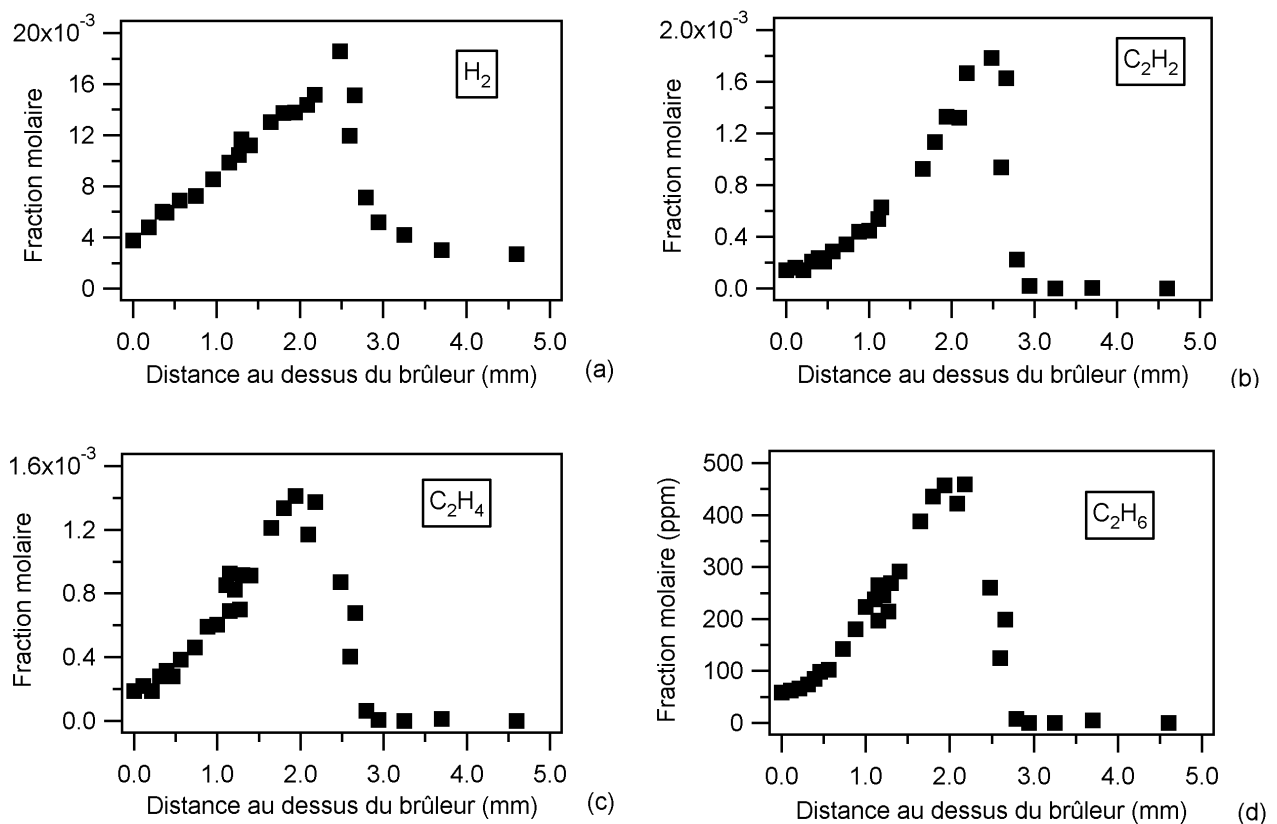 20x10⁻³
16
12
8
4
0
Fraction molaire
H₂
0.0 1.0 2.0 3.0 4.0 5.0
Distance au dessus du brûleur (mm)
(a)
2.0x10⁻³
1.6
1.2
0.8
0.4
0.0
Fraction molaire
C₂H₂
0.0 1.0 2.0 3.0 4.0 5.0
Distance au dessus du brûleur (mm)
(b)
1.6x10⁻³
1.2
0.8
0.4
0.0
Fraction molaire
C₂H₄
0.0 1.0 2.0 3.0 4.0 5.0
Distance au dessus du brûleur (mm)
(c)
500
400
300
200
100
0
Fraction molaire (ppm)
C₂H₆
0.0 1.0 2.0 3.0 4.0 5.0
Distance au dessus du brûleur (mm)
(d)